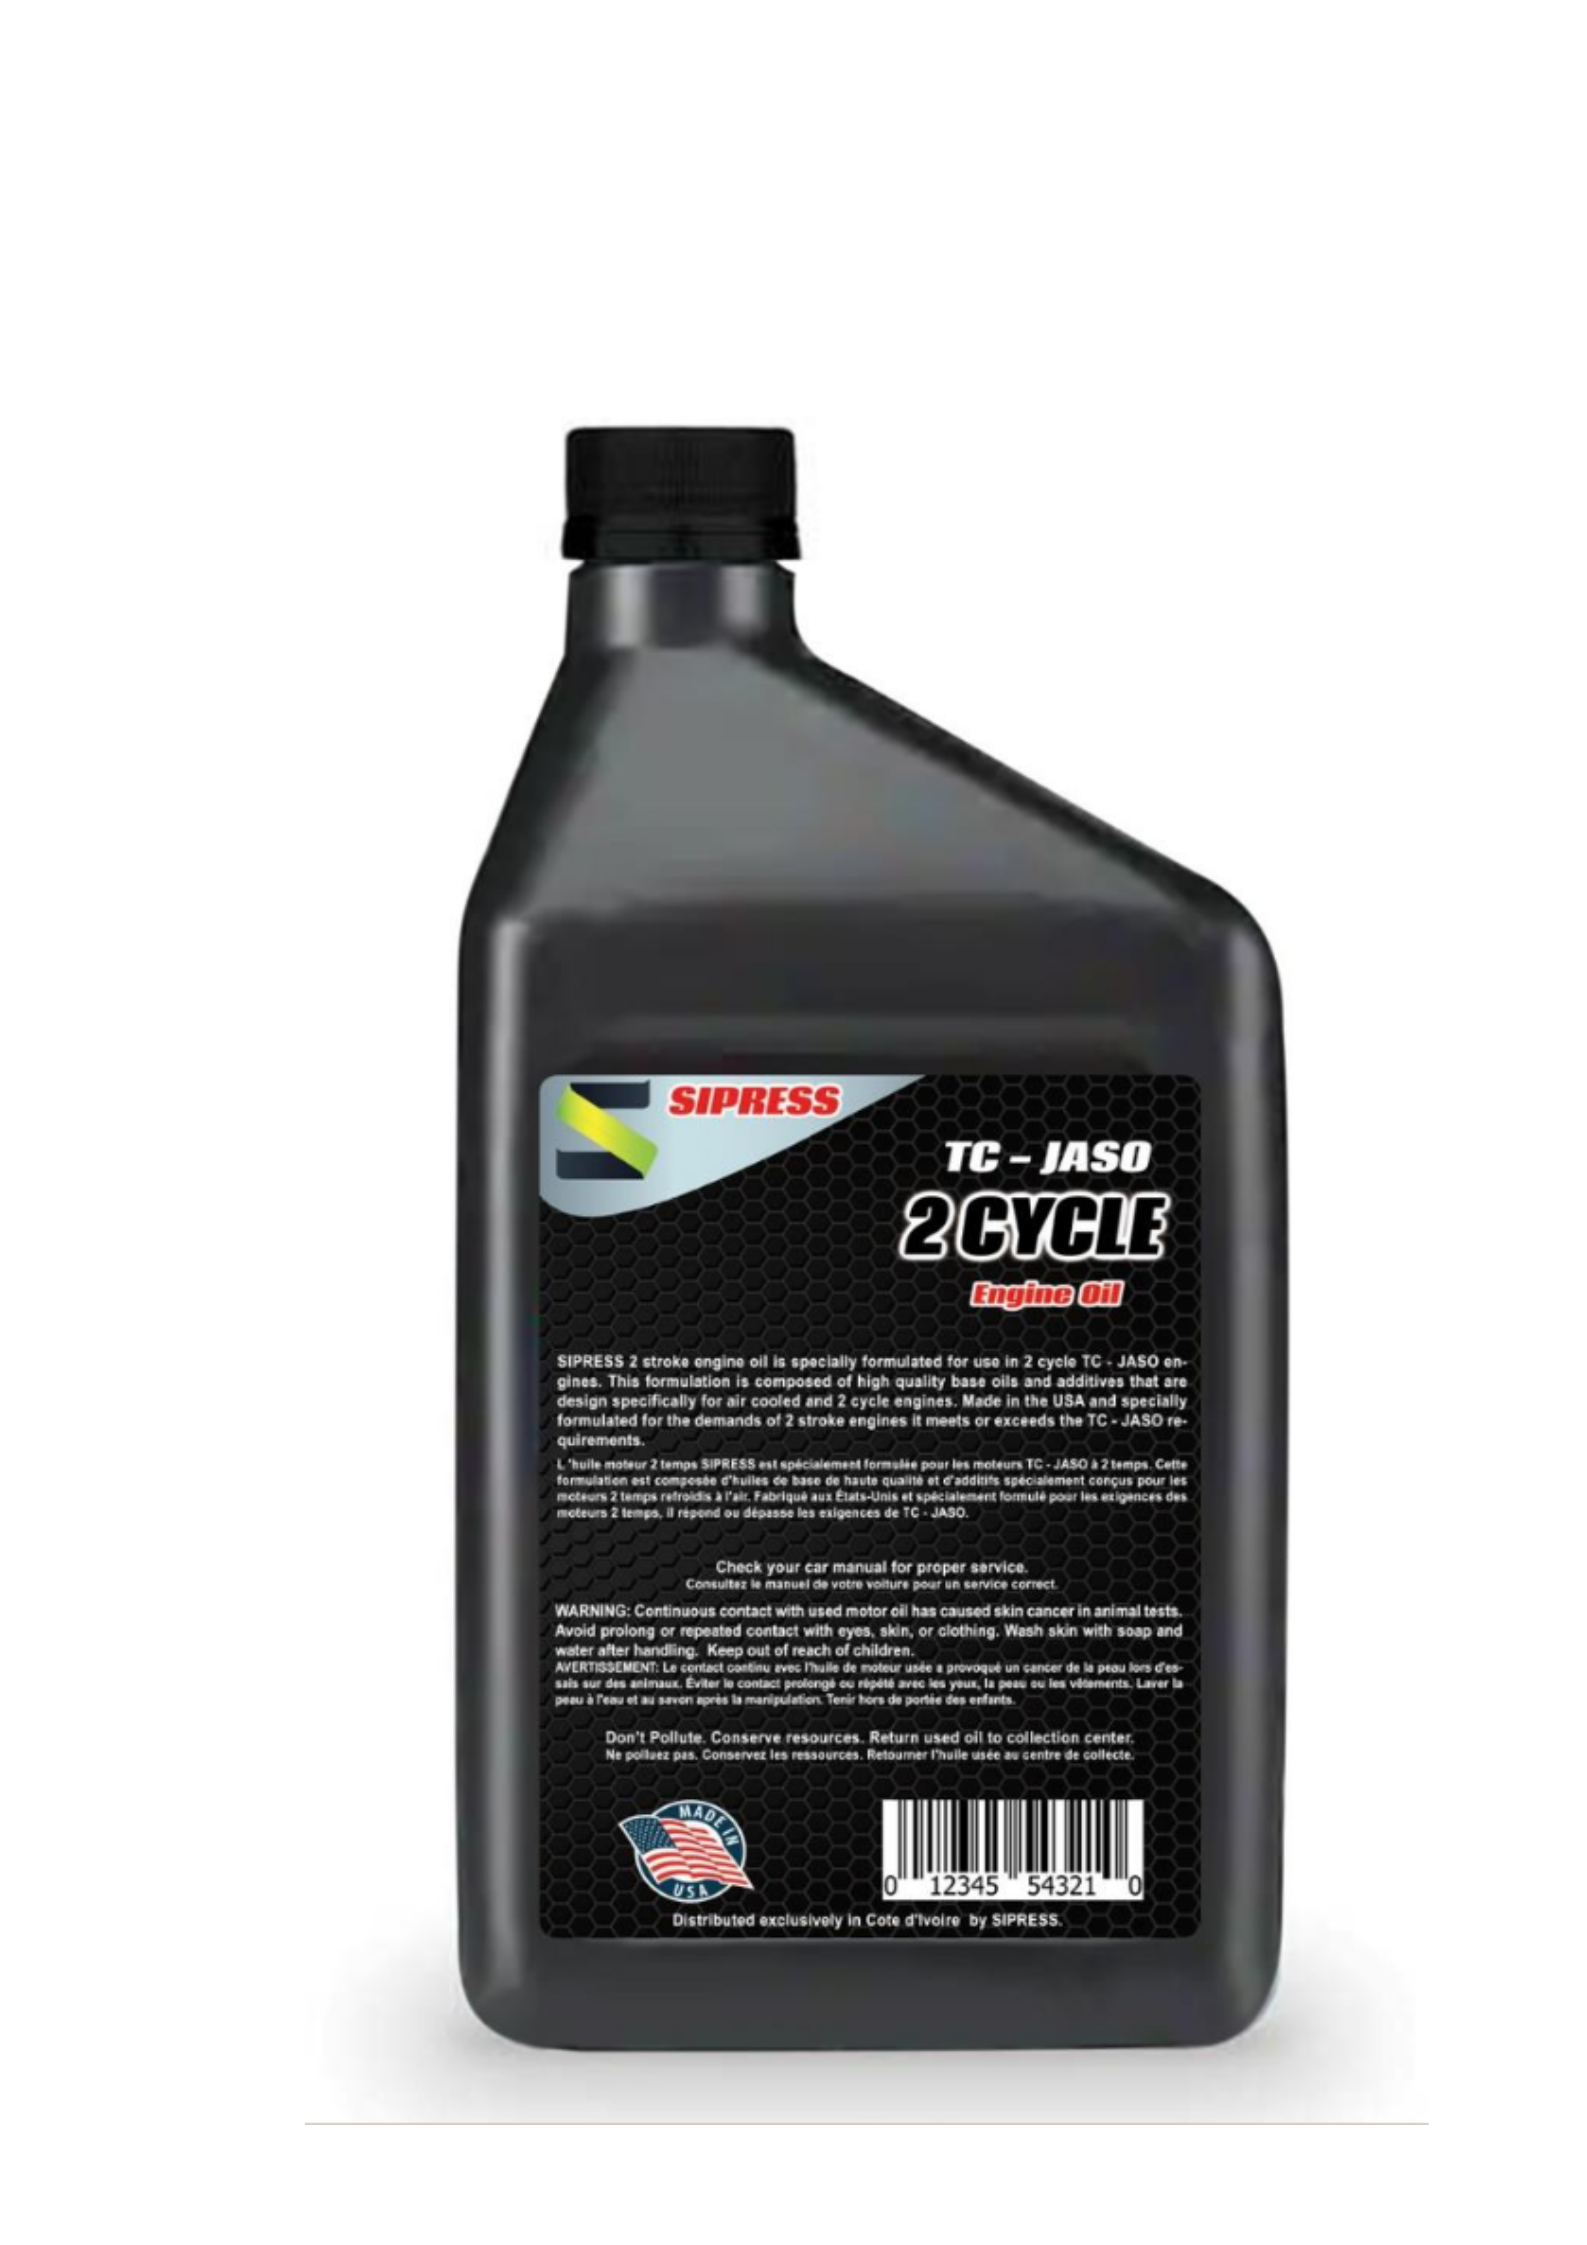 SIPRESS
TC - JASO
2 CYCLE
Engine Oil
SIPRESS 2 stroke engine oil is specially formulated for use in 2 cycle TC - JASO en-
gines. This formulation is composed of high quality base oils and additives that are
design specifically for air cooled and 2 cycle engines. Made in the USA and specially
formulated for the demands of 2 stroke engines it meets or exceeds the TC - JASO re-
quirements.
L 'huile moteur 2 temps SIPRESS est spécialement formulée pour les moteurs TC - JASO à 2 temps. Cette
formulation est composée d'huiles de base de haute qualité et d'additifs spécialement conçus pour les
moteurs 2 temps refroidis à l'air. Fabriqué aux États-Unis et spécialement formulé pour les exigences des
moteurs 2 temps, il répond ou dépasse les exigences de TC - JASO.
Check your car manual for proper service.
Consultez le manuel de votre voiture pour un service correct.
WARNING: Continuous contact with used motor oil has caused skin cancer in animal tests.
Avoid prolong or repeated contact with eyes, skin, or clothing. Wash skin with soap and
water after handling. Keep out of reach of children.
AVERTISSEMENT: Le contact continu avec l'huile de moteur usée a provoqué un cancer de la peau lors d'es-
sais sur des animaux. Éviter le contact prolongé ou répété avec les yeux, la peau ou les vêtements. Laver la
peau à l'eau et au savon après la manipulation. Tenir hors de portée des enfants.
Don't Pollute. Conserve resources. Return used oil to collection center.
Ne polluez pas. Conservez les ressources. Retourner l'huile usée au centre de collecte.
MADE IN
USA
0 12345 54321 0
Distributed exclusively in Cote d'Ivoire by SIPRESS.